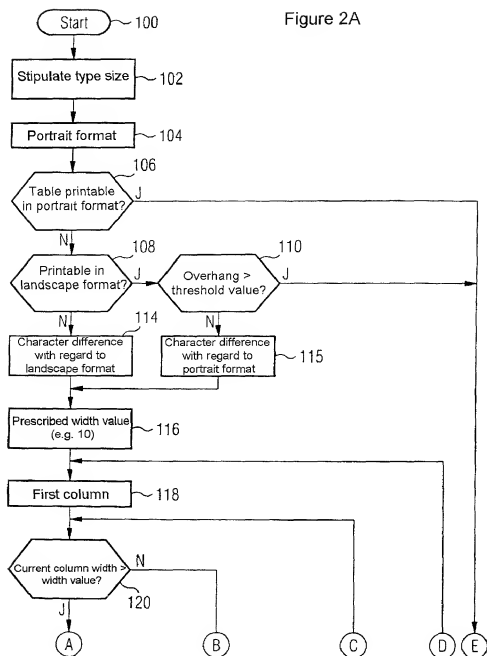 Figure 2A
Start
100
Stipulate type size
102
Portrait format
104
106
Table printable
in portrait format?
J
N
108
110
Printable in
landscape format?
J
Overhang >
threshold value?
J
N
114
N
Character difference
with regard to
landscape format
Character difference
with regard to
portrait format
115
Prescribed width value
(e.g. 10)
116
First column
118
Current column width >
width value?
N
120
J
A
B
C
D
E